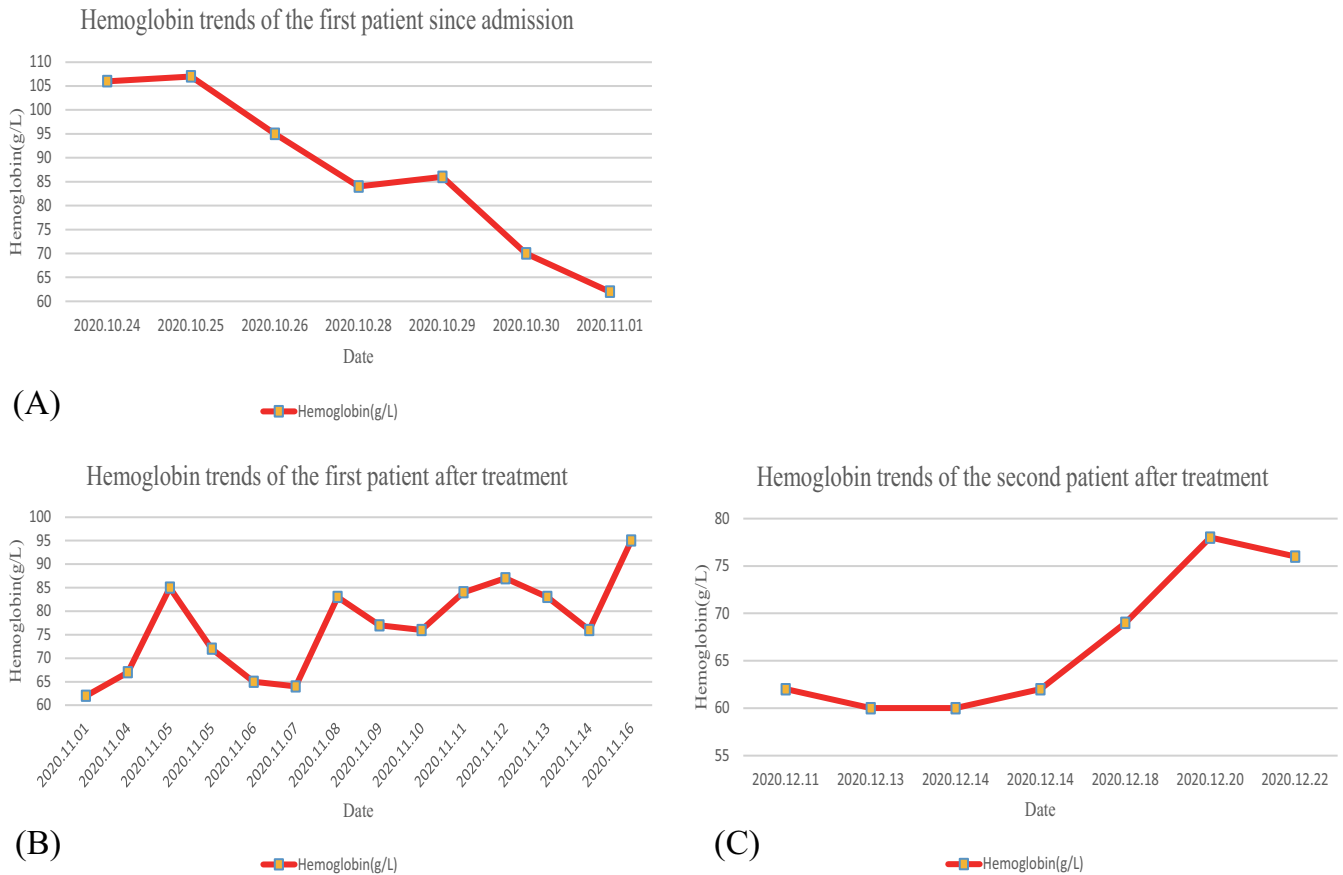 Hemoglobin trends of the first patient since admission
110
105
100
95
90
85
80
75
70
65
60
Hemoglobin(g/L)
2020.10.24 2020.10.25 2020.10.26 2020.10.28 2020.10.29 2020.10.30 2020.11.01
Date
(A)
Hemoglobin(g/L)
Hemoglobin trends of the first patient after treatment
100
95
90
85
80
75
70
65
60
Hemoglobin(g/L)
2020.11.01 2020.11.04 2020.11.05 2020.11.05 2020.11.06 2020.11.07 2020.11.08 2020.11.09 2020.11.10 2020.11.11 2020.11.12 2020.11.13 2020.11.14 2020.11.16
Date
(B)
Hemoglobin(g/L)
Hemoglobin trends of the second patient after treatment
80
75
70
65
60
55
Hemoglobin(g/L)
2020.12.11 2020.12.13 2020.12.14 2020.12.14 2020.12.18 2020.12.20 2020.12.22
Date
(C)
Hemoglobin(g/L)